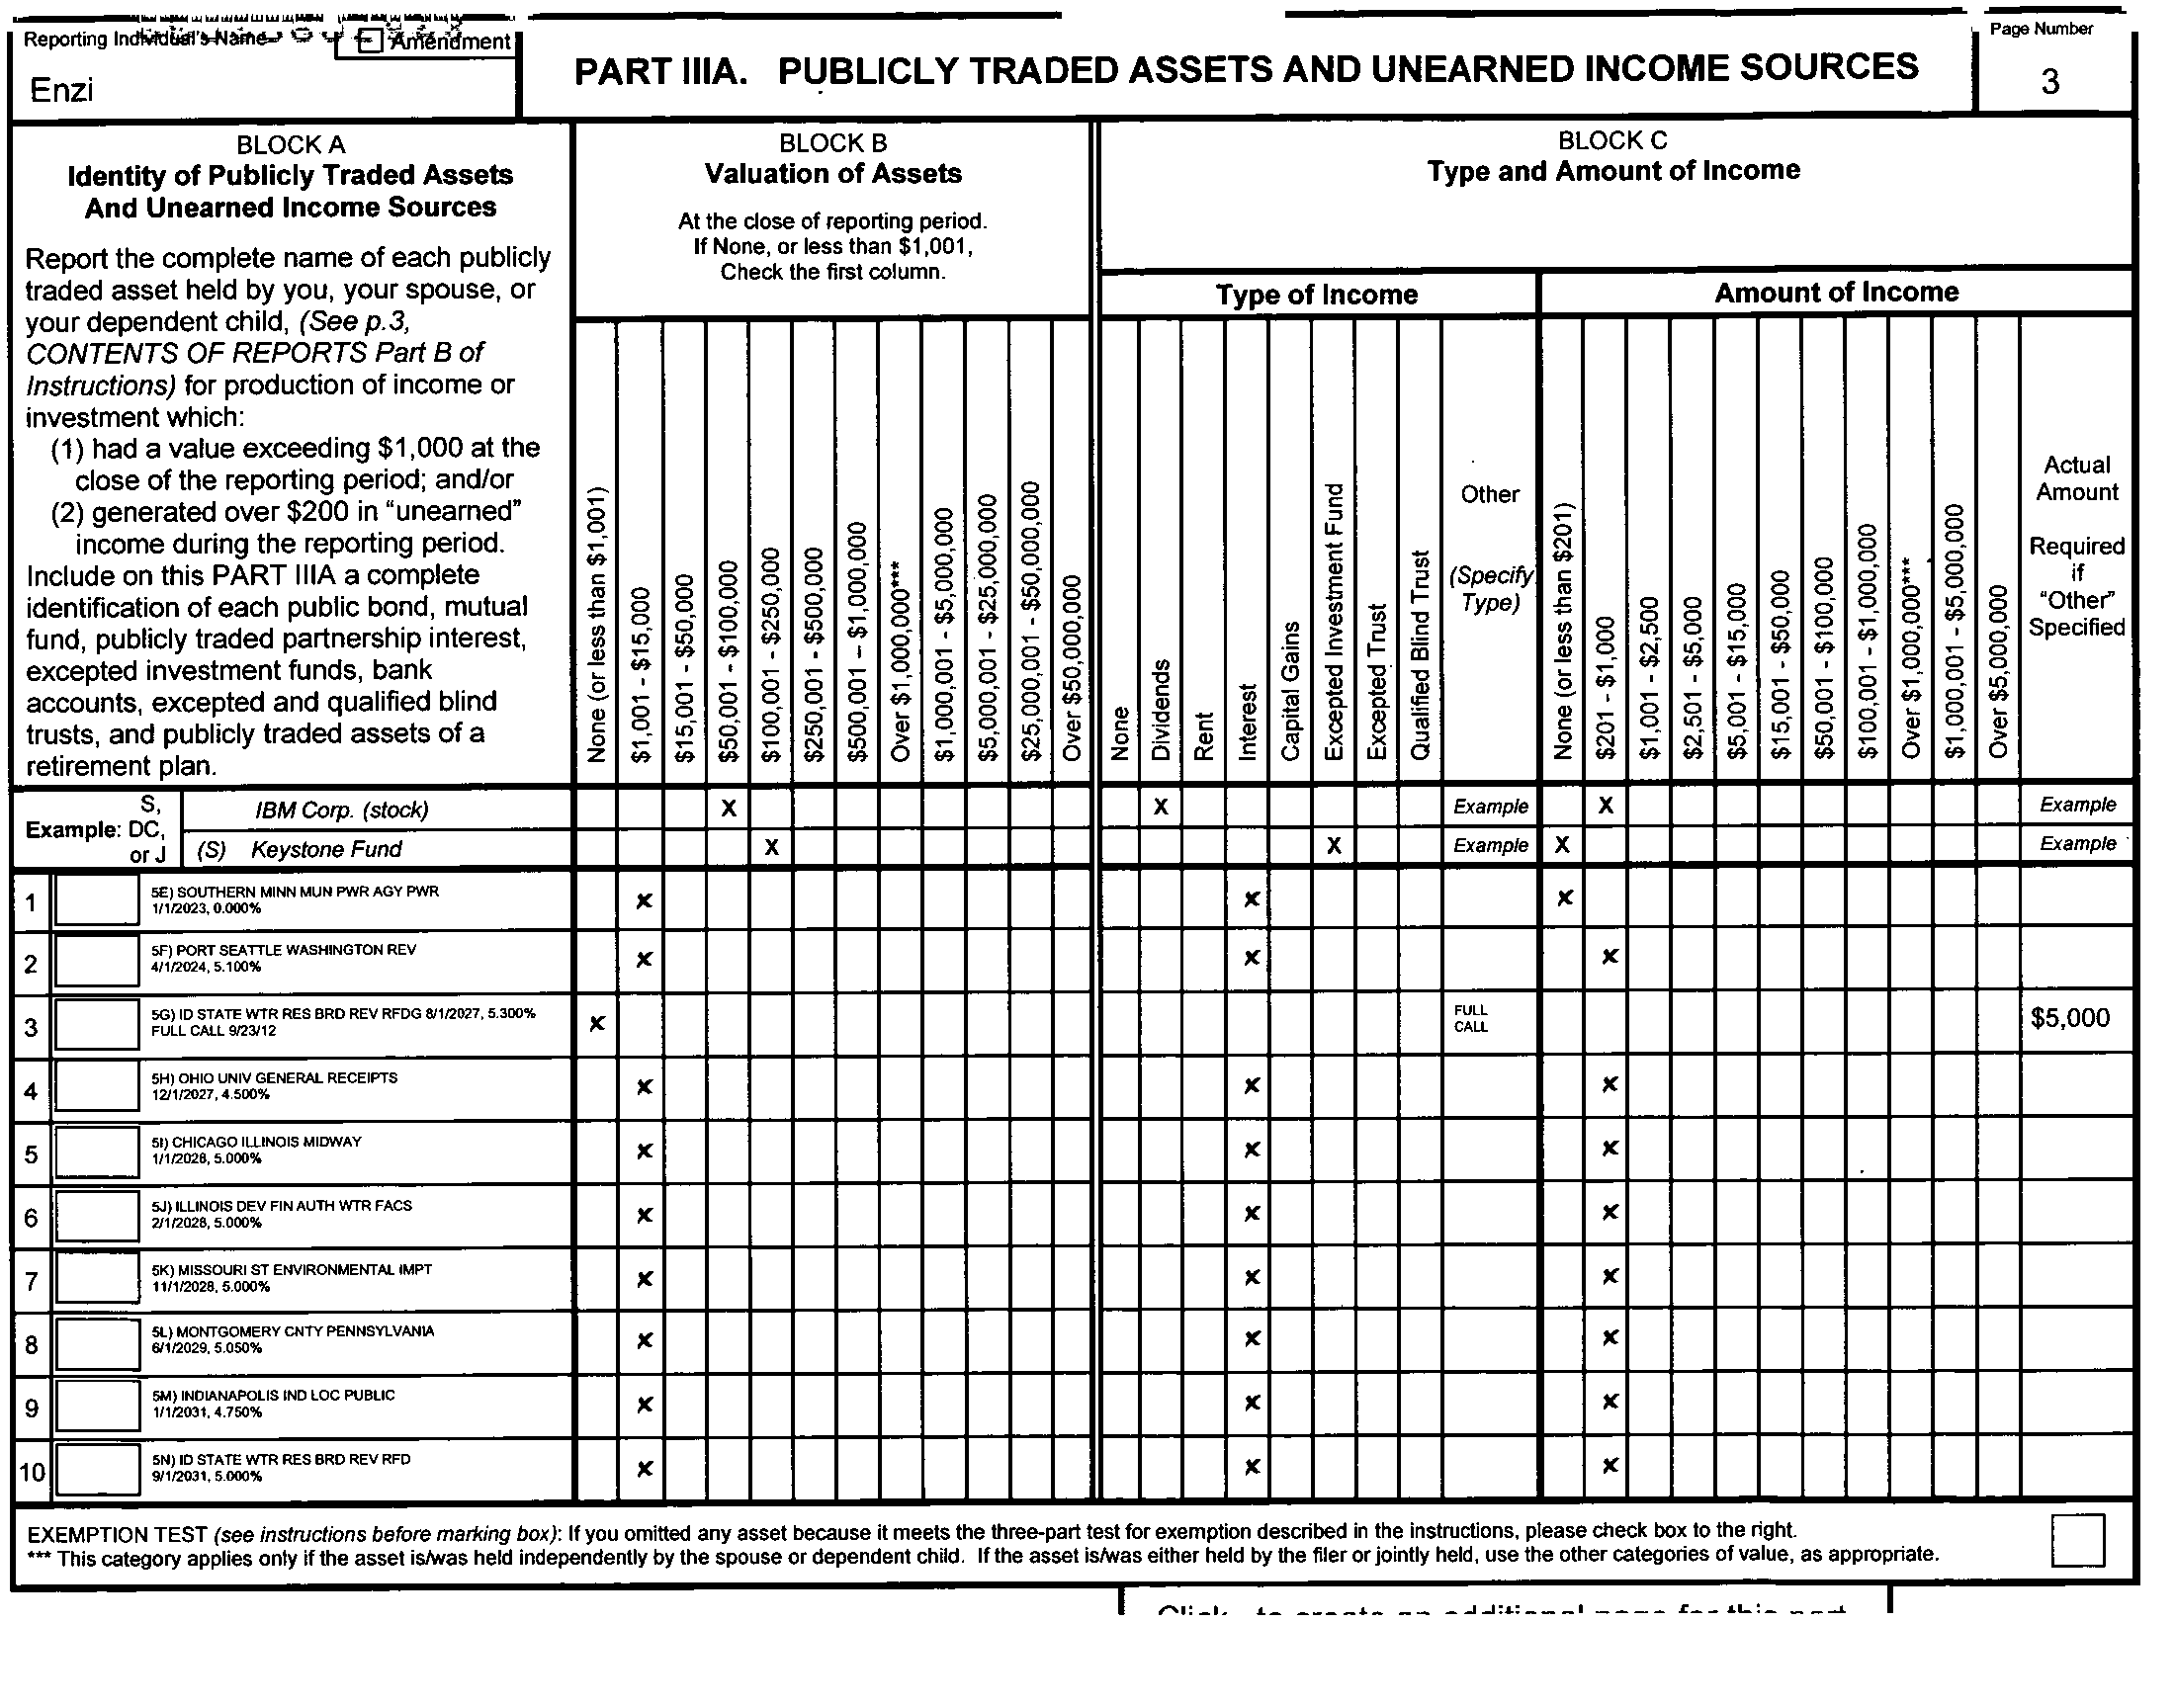 Reporting Individual's Name
Amendment
Enzi
PART IIIA. PUBLICLY TRADED ASSETS AND UNEARNED INCOME SOURCES
Page Number
3
BLOCK A
Identity of Publicly Traded Assets
And Unearned Income Sources
Report the complete name of each publicly
traded asset held by you, your spouse, or
your dependent child, (See p.3,
CONTENTS OF REPORTS Part B of
Instructions) for production of income or
investment which:
(1) had a value exceeding $1,000 at the
close of the reporting period; and/or
(2) generated over $200 in "unearned"
income during the reporting period.
Include on this PART IIIA a complete
identification of each public bond, mutual
fund, publicly traded partnership interest,
excepted investment funds, bank
accounts, excepted and qualified blind
trusts, and publicly traded assets of a
retirement plan.
BLOCK B
Valuation of Assets
At the close of reporting period.
If None, or less than $1,001,
Check the first column.
None (or less than $1,001)
$1,001 - $15,000
$15,001 - $50,000
$50,001 - $100,000
$100,001 - $250,000
$250,001 - $500,000
$500,001 – $1,000,000
Over $1,000,000***
$1,000,001 - $5,000,000
$5,000,001 - $25,000,000
$25,000,001 - $50,000,000
Over $50,000,000
BLOCK C
Type and Amount of Income
Type of Income
None
Dividends
Rent
Interest
Capital Gains
Excepted Investment Fund
Excepted Trust
Qualified Blind Trust
Other
(Specify
Type)
Amount of Income
None (or less than $201)
$201 - $1,000
$1,001 - $2,500
$2,501 - $5,000
$5,001 - $15,000
$15,001 - $50,000
$50,001 - $100,000
$100,001 - $1,000,000
Over $1,000,000***
$1,000,001 - $5,000,000
Over $5,000,000
Actual
Amount
Required
if
"Other"
Specified
Example: S,
DC,
or J
IBM Corp. (stock) X X Example X Example
(S) Keystone Fund X X Example X Example
1 5E) SOUTHERN MINN MUN PWR AGY PWR
1/1/2023, 0.000% x x x
2 5F) PORT SEATTLE WASHINGTON REV
4/1/2024, 5.100% x x x
3 5G) ID STATE WTR RES BRD REV RFDG 8/1/2027, 5.300%
FULL CALL 9/23/12 x FULL
CALL $5,000
4 5H) OHIO UNIV GENERAL RECEIPTS
12/1/2027, 4.500% x x x
5 5I) CHICAGO ILLINOIS MIDWAY
1/1/2028, 5.000% x x x
6 5J) ILLINOIS DEV FIN AUTH WTR FACS
2/1/2028, 5.000% x x x
7 5K) MISSOURI ST ENVIRONMENTAL IMPT
11/1/2028, 5.000% x x x
8 5L) MONTGOMERY CNTY PENNSYLVANIA
6/1/2029, 5.050% x x x
9 5M) INDIANAPOLIS IND LOC PUBLIC
1/1/2031, 4.750% x x x
10 5N) ID STATE WTR RES BRD REV RFD
9/1/2031, 5.000% x x x
EXEMPTION TEST (see instructions before marking box): If you omitted any asset because it meets the three-part test for exemption described in the instructions, please check box to the right.
*** This category applies only if the asset is/was held independently by the spouse or dependent child. If the asset is/was either held by the filer or jointly held, use the other categories of value, as appropriate.